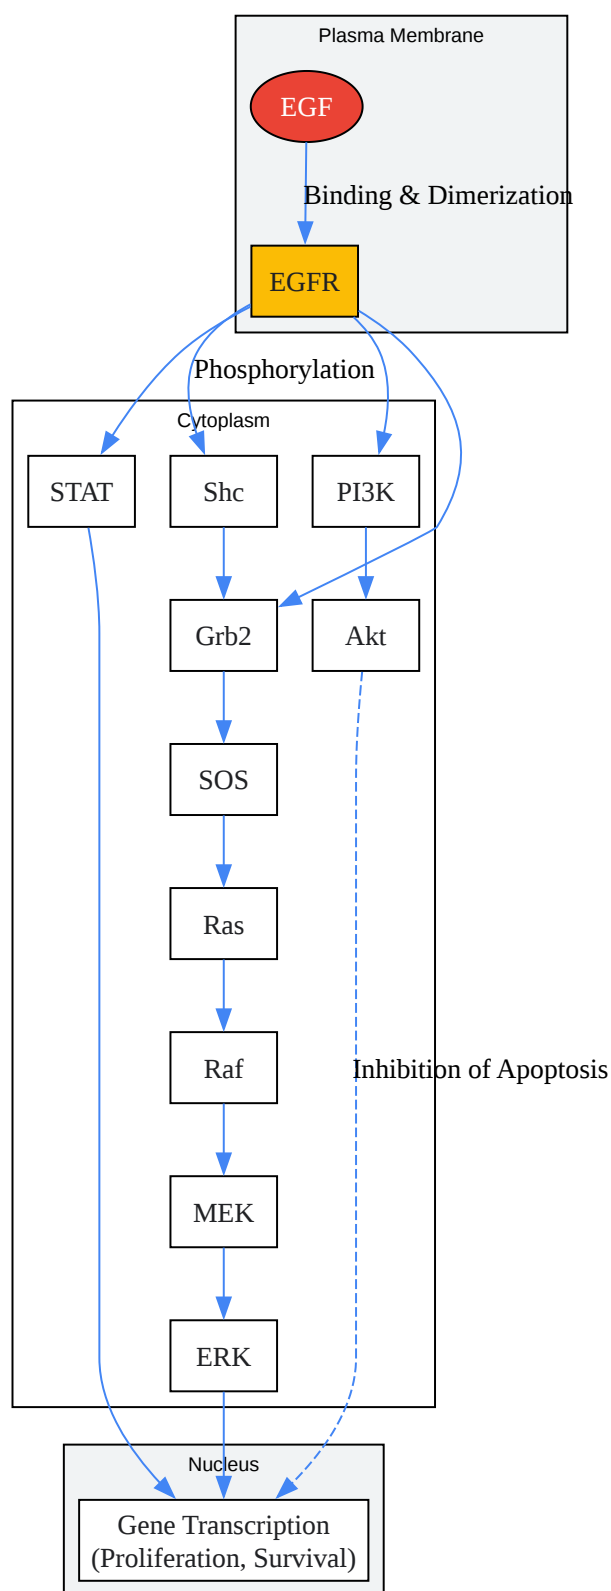 Plasma Membrane
EGF
Binding & Dimerization
EGFR
Phosphorylation
Cytoplasm
STAT
Shc
PI3K
Grb2
Akt
SOS
Ras
Raf
Inhibition of Apoptosis
MEK
ERK
Nucleus
Gene Transcription
(Proliferation, Survival)